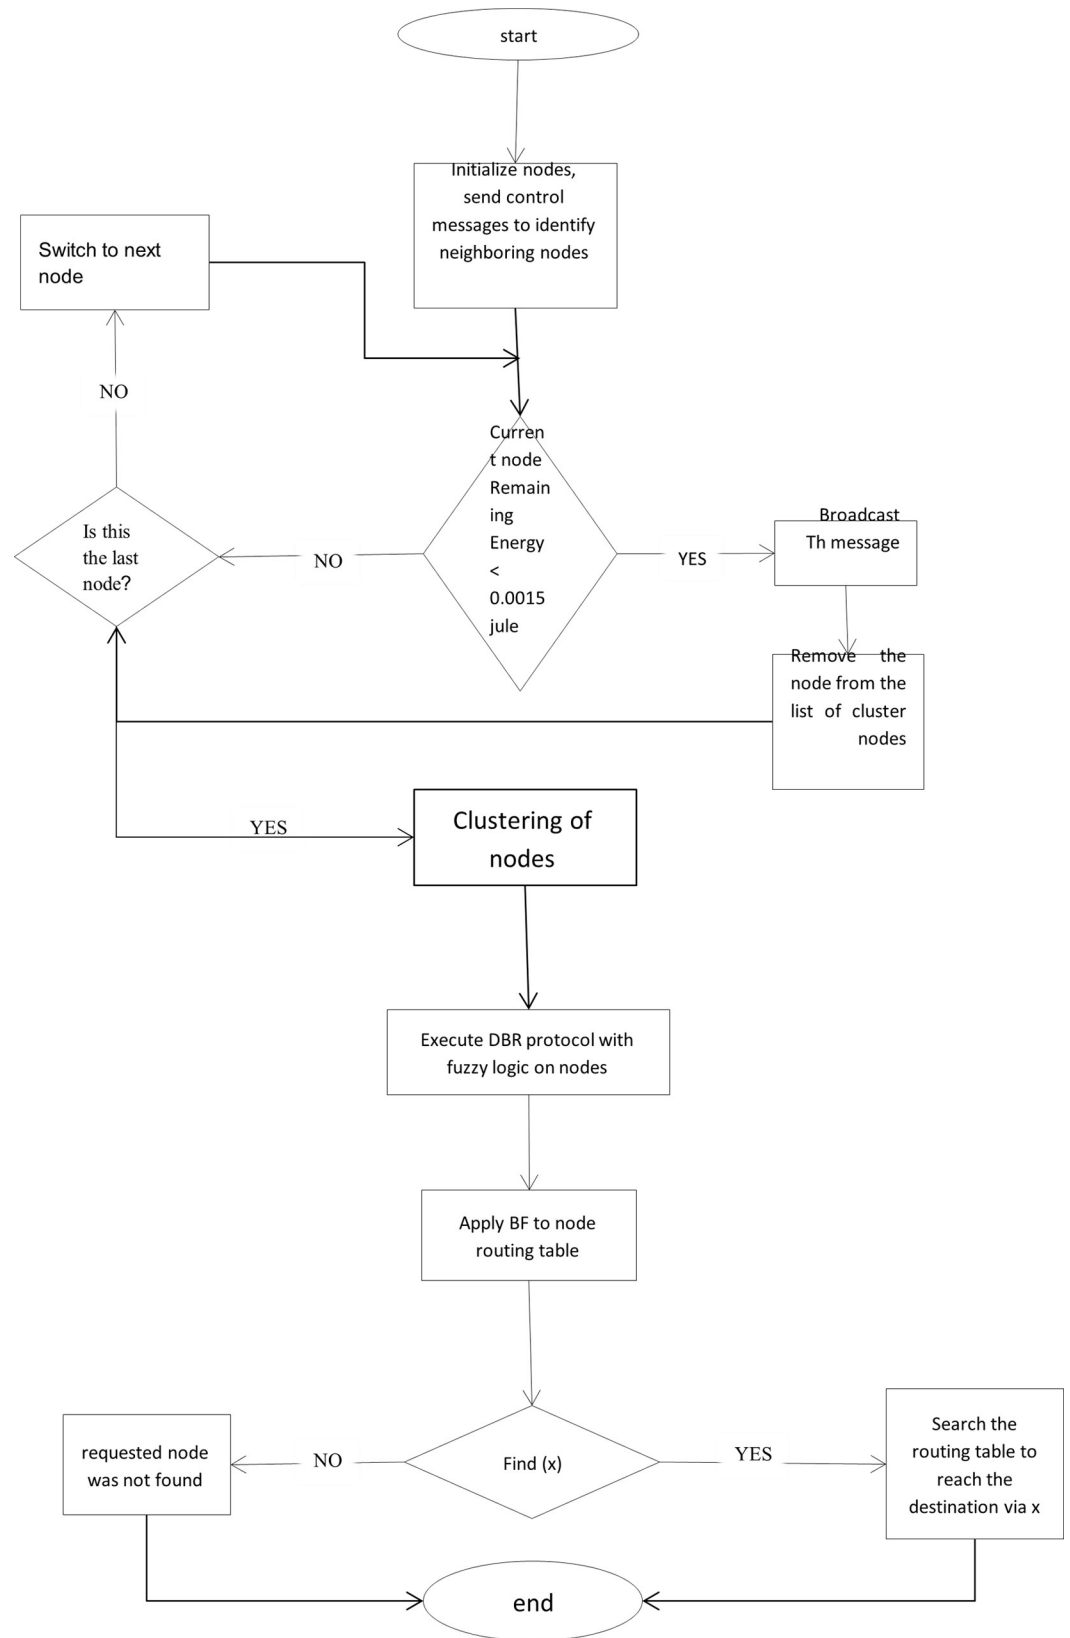 start
Initialize nodes,
send control
messages to identify
neighboring nodes
Switch to next
node
NO
Curren
t node
Remain
ing
Energy
<
0.0015
jule
Is this
the last
node?
NO
YES
Broadcast
Th message
Remove the
node from the
list of cluster
nodes
YES
Clustering of
nodes
Execute DBR protocol with
fuzzy logic on nodes
Apply BF to node
routing table
Find (x)
NO
YES
requested node
was not found
Search the
routing table to
reach the
destination via x
end